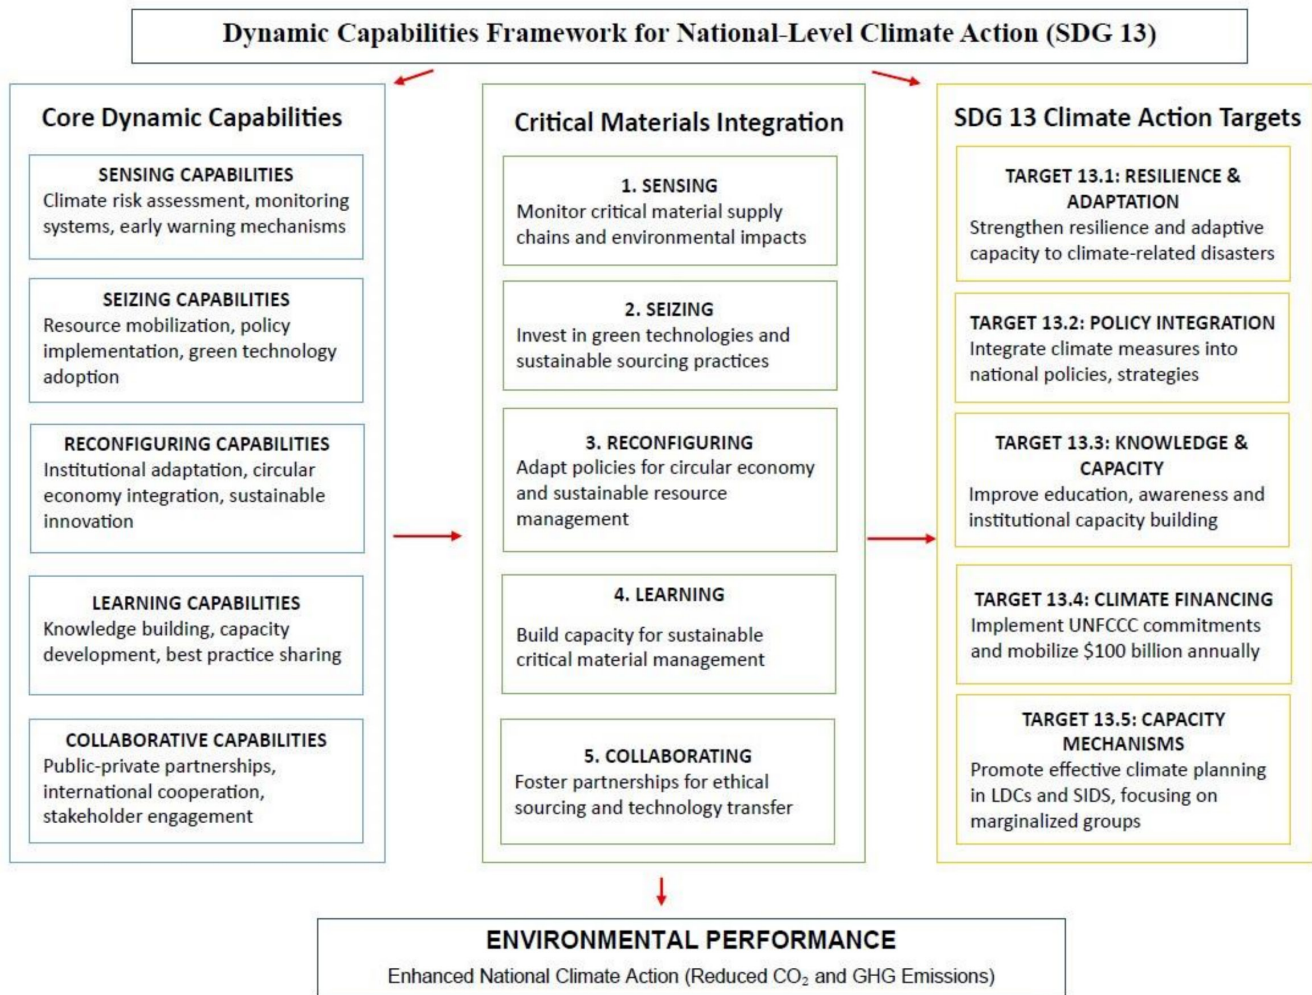 Dynamic Capabilities Framework for National-Level Climate Action (SDG 13)
Core Dynamic Capabilities
SENSING CAPABILITIES
Climate risk assessment, monitoring
systems, early warning mechanisms
SEIZING CAPABILITIES
Resource mobilization, policy
implementation, green technology
adoption
RECONFIGURING CAPABILITIES
Institutional adaptation, circular
economy integration, sustainable
innovation
LEARNING CAPABILITIES
Knowledge building, capacity
development, best practice sharing
COLLABORATIVE CAPABILITIES
Public-private partnerships,
international cooperation,
stakeholder engagement
Critical Materials Integration
1. SENSING
Monitor critical material supply
chains and environmental impacts
2. SEIZING
Invest in green technologies and
sustainable sourcing practices
3. RECONFIGURING
Adapt policies for circular economy
and sustainable resource
management
4. LEARNING
Build capacity for sustainable
critical material management
5. COLLABORATING
Foster partnerships for ethical
sourcing and technology transfer
SDG 13 Climate Action Targets
TARGET 13.1: RESILIENCE &
ADAPTATION
Strengthen resilience and adaptive
capacity to climate-related disasters
TARGET 13.2: POLICY INTEGRATION
Integrate climate measures into
national policies, strategies
TARGET 13.3: KNOWLEDGE &
CAPACITY
Improve education, awareness and
institutional capacity building
TARGET 13.4: CLIMATE FINANCING
Implement UNFCCC commitments
and mobilize $100 billion annually
TARGET 13.5: CAPACITY
MECHANISMS
Promote effective climate planning
in LDCs and SIDS, focusing on
marginalized groups
ENVIRONMENTAL PERFORMANCE
Enhanced National Climate Action (Reduced CO₂ and GHG Emissions)